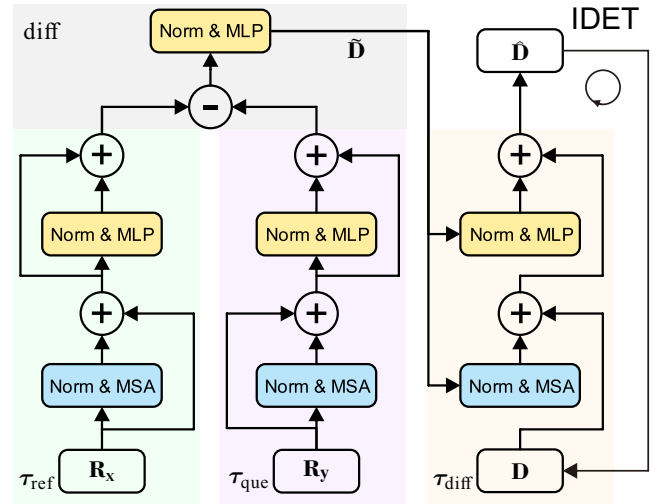 diff
Norm & MLP
D̃
D̂
IDET
−
+
+
+
Norm & MLP
Norm & MLP
Norm & MLP
+
+
+
Norm & MSA
Norm & MSA
Norm & MSA
τref
Rx
τque
Ry
τdiff
D